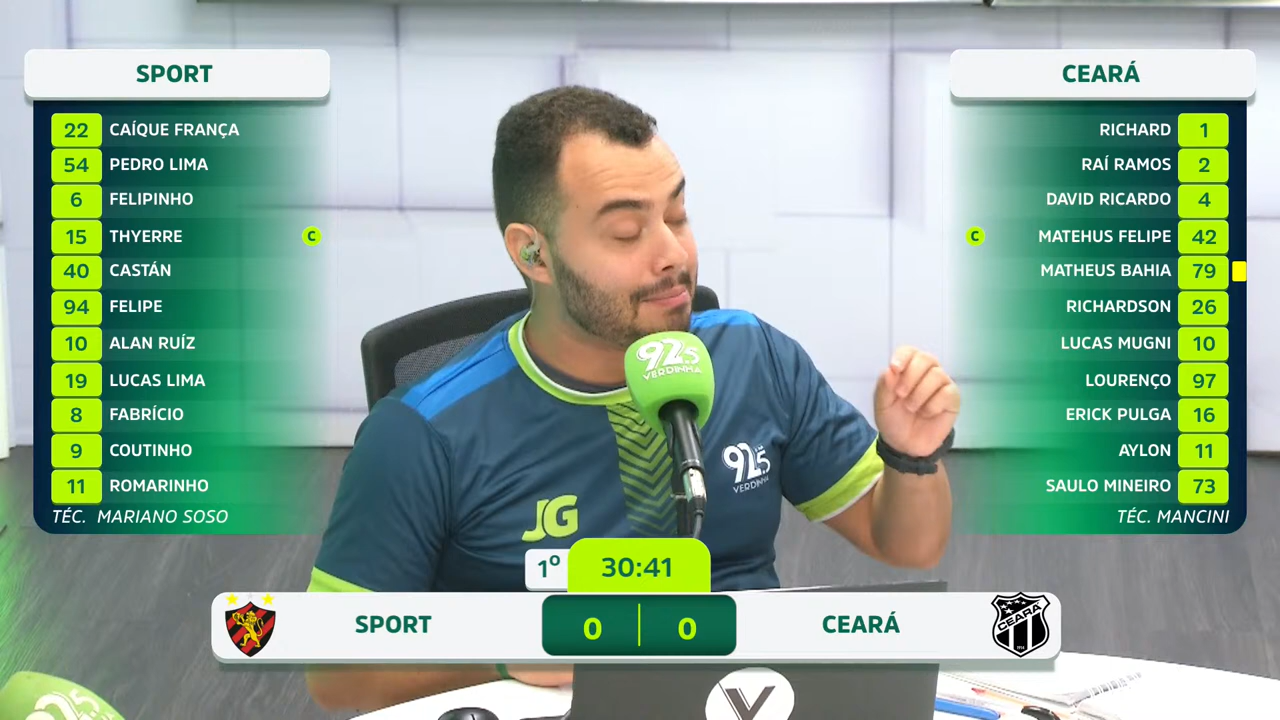 SPORT
22 CAÍQUE FRANÇA
54 PEDRO LIMA
6 FELIPINHO
15 THYERRE C
40 CASTÁN
94 FELIPE
10 ALAN RUÍZ
19 LUCAS LIMA
8 FABRÍCIO
9 COUTINHO
11 ROMARINHO
TÉC. MARIANO SOSO
CEARÁ
RICHARD 1
RAÍ RAMOS 2
DAVID RICARDO 4
C MATEHUS FELIPE 42
MATHEUS BAHIA 79
RICHARDSON 26
LUCAS MUGNI 10
LOURENÇO 97
ERICK PULGA 16
AYLON 11
SAULO MINEIRO 73
TÉC. MANCINI
92.5
VERDINHA
92.5
VERDINHA
JG
1º 30:41
SPORT 0 0 CEARÁ
CEARÁ
V